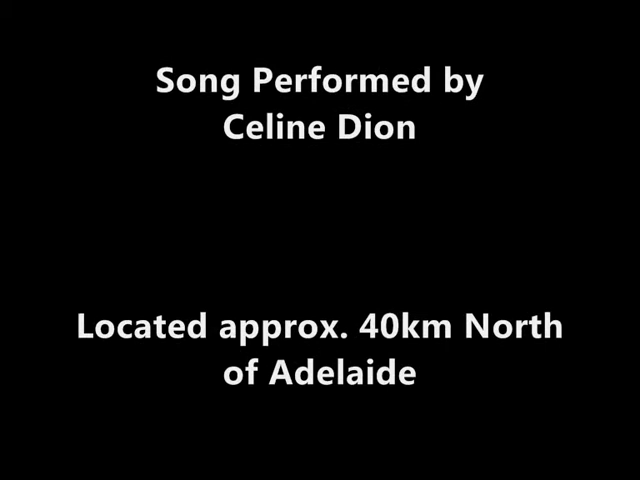 Song Performed by
Celine Dion
Located approx. 40km North
of Adelaide